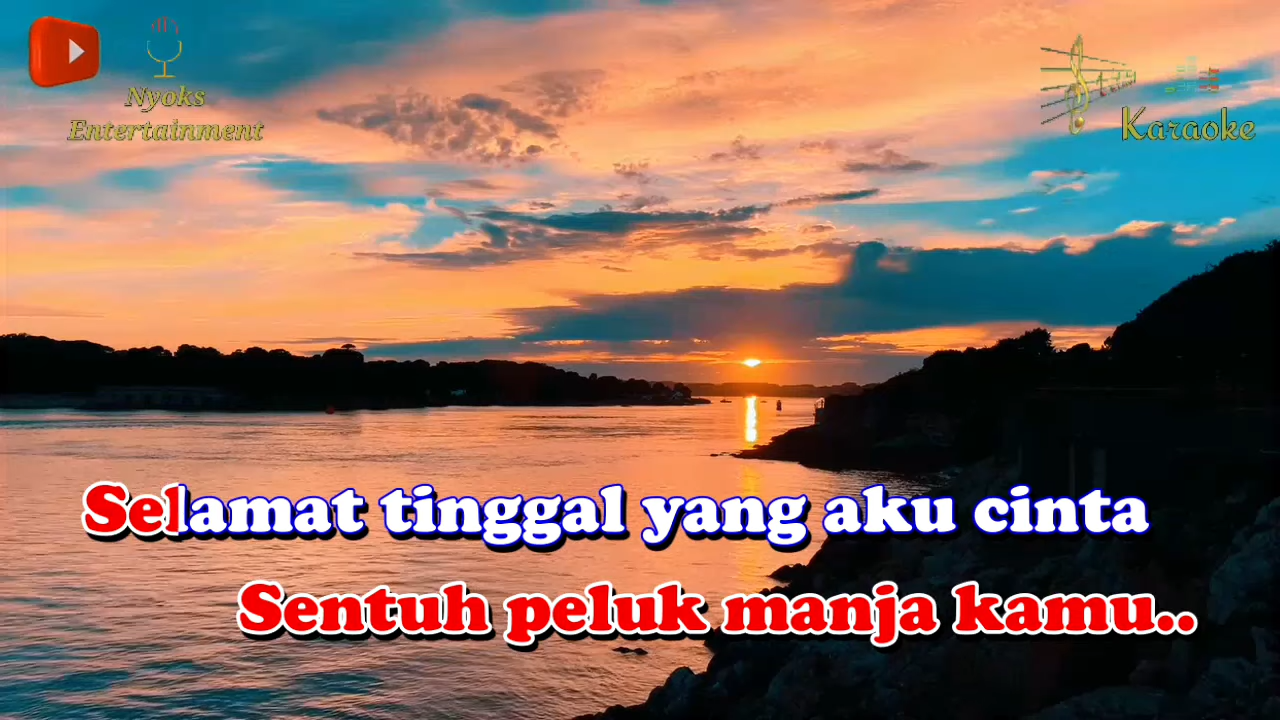 Nyoks
Entertainment
Karaoke
Selamat tinggal yang aku cinta
Sentuh peluk manja kamu..